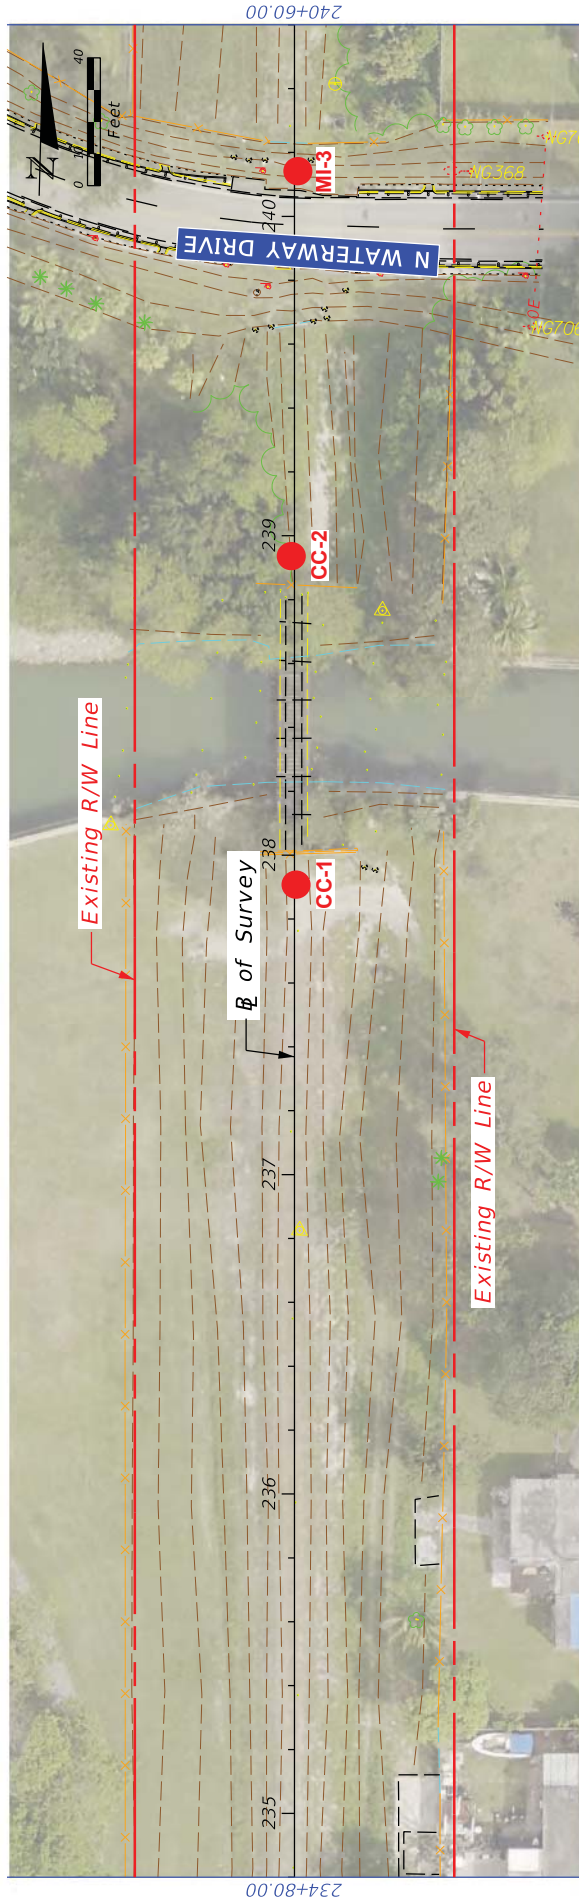 240+60.00
40
Feet
0
N
MI-3
NG368
240
N WATERWAY DRIVE
239
CC-2
Existing R/W Line
238
CC-1
℄ of Survey
237
Existing R/W Line
236
235
234+80.00